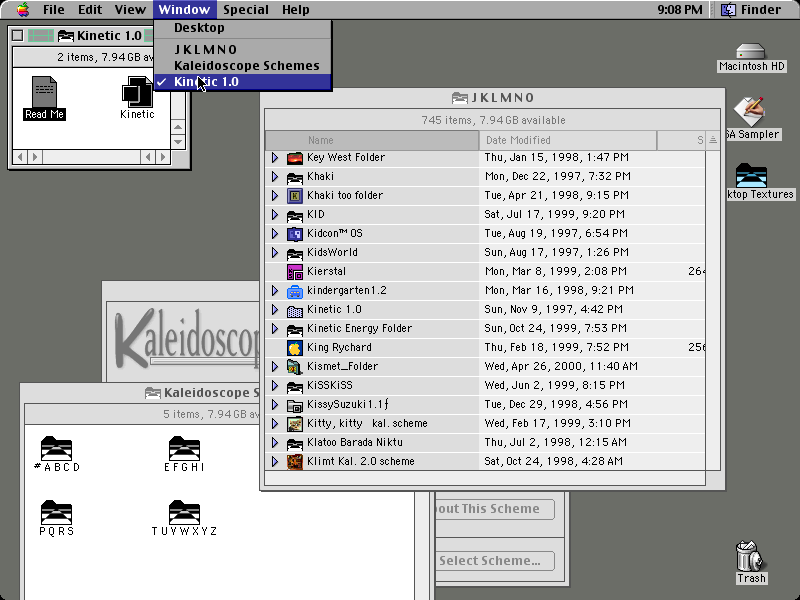 File Edit View Window Special Help 9:08 PM Finder
Desktop
J K L M N O
Kaleidoscope Schemes
✓ Kinetic 1.0
Kinetic 1.0
2 items, 7.94 GB av
Read Me
Kinetic
Macintosh HD
SA Sampler
ktop Textures
Trash
J K L M N O
745 items, 7.94 GB available
Name Date Modified S
Key West Folder Thu, Jan 15, 1998, 1:47 PM
Khaki Mon, Dec 22, 1997, 7:32 PM
Khaki too folder Tue, Apr 21, 1998, 9:15 PM
KID Sat, Jul 17, 1999, 9:20 PM
Kidcon™ OS Tue, Aug 19, 1997, 6:54 PM
KidsWorld Sun, Aug 17, 1997, 1:26 PM
Kierstal Mon, Mar 8, 1999, 2:08 PM 264
kindergarten1.2 Mon, Mar 16, 1998, 9:21 PM
Kinetic 1.0 Sun, Nov 9, 1997, 4:42 PM
Kinetic Energy Folder Sun, Oct 24, 1999, 7:53 PM
King Rychard Thu, Feb 18, 1999, 7:52 PM 256
Kismet_Folder Wed, Apr 26, 2000, 11:40 AM
KiSSKiSS Wed, Jun 2, 1999, 8:15 PM
KissySuzuki1.1ƒ Tue, Dec 29, 1998, 4:56 PM
Kitty, kitty kal. scheme Wed, Feb 17, 1999, 3:10 PM
Klatoo Barada Niktu Thu, Jul 2, 1998, 12:15 AM
Klimt Kal. 2.0 scheme Sat, Oct 24, 1998, 4:28 AM
Kaleidoscop
Kaleidoscope S
5 items, 7.94 GB av
#ABCD
EFGHI
PQRS
TUVWXYZ
out This Scheme
Select Scheme...